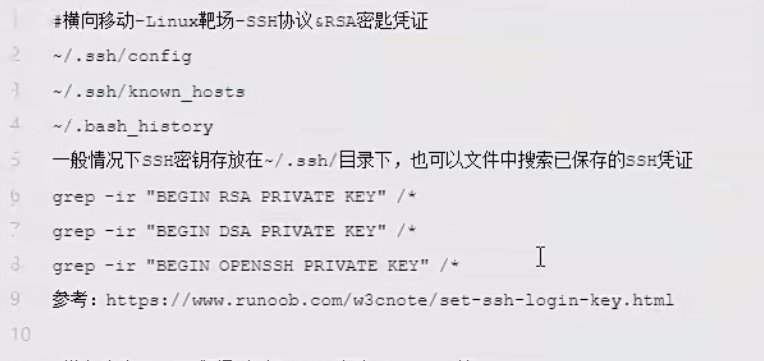 1 #横向移动-Linux靶场-SSH协议&RSA密匙凭证
2 ~/.ssh/config
3 ~/.ssh/known_hosts
4 ~/.bash_history
5 一般情况下SSH密钥存放在~/.ssh/目录下，也可以文件中搜索已保存的SSH凭证
6 grep -ir "BEGIN RSA PRIVATE KEY" /*
7 grep -ir "BEGIN DSA PRIVATE KEY" /*
8 grep -ir "BEGIN OPENSSH PRIVATE KEY" /*
9 参考：https://www.runoob.com/w3cnote/set-ssh-login-key.html
10